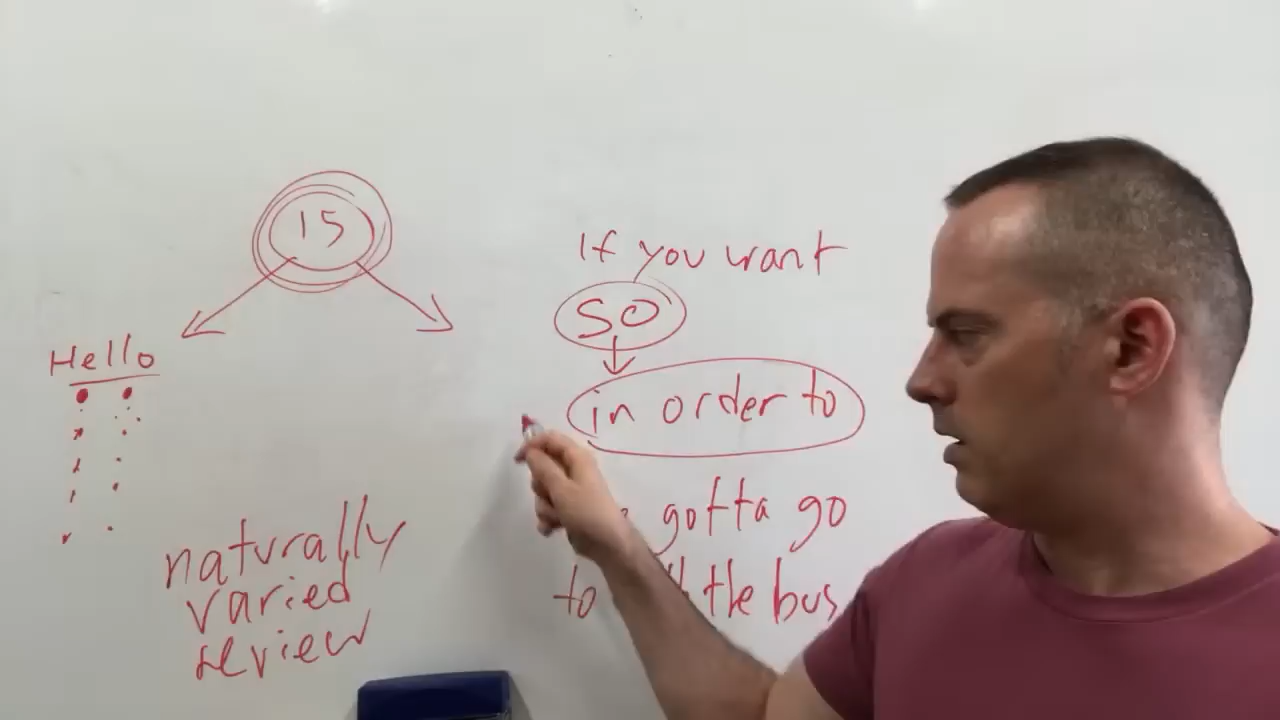 15
Hello
naturally
varied
review
If you want
so
in order to
gotta go
to the bus